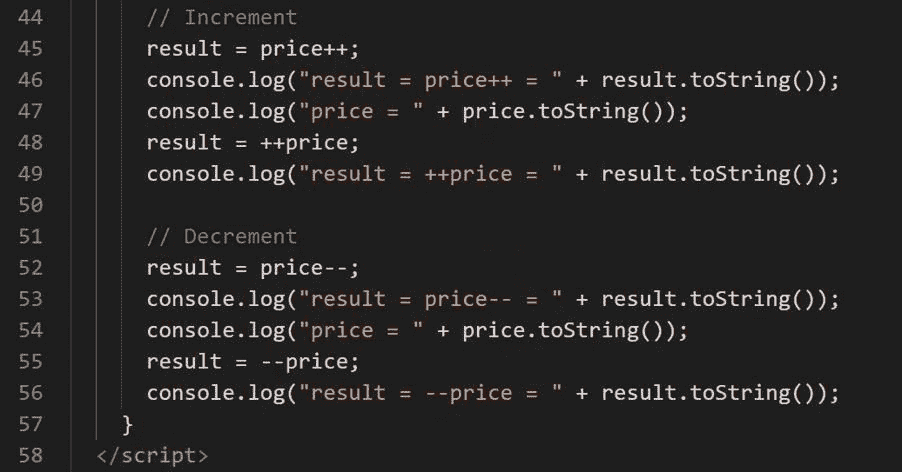 44 // Increment
45 result = price++;
46 console.log("result = price++ = " + result.toString());
47 console.log("price = " + price.toString());
48 result = ++price;
49 console.log("result = ++price = " + result.toString());
50
51 // Decrement
52 result = price--;
53 console.log("result = price-- = " + result.toString());
54 console.log("price = " + price.toString());
55 result = --price;
56 console.log("result = --price = " + result.toString());
57 }
58 </script>